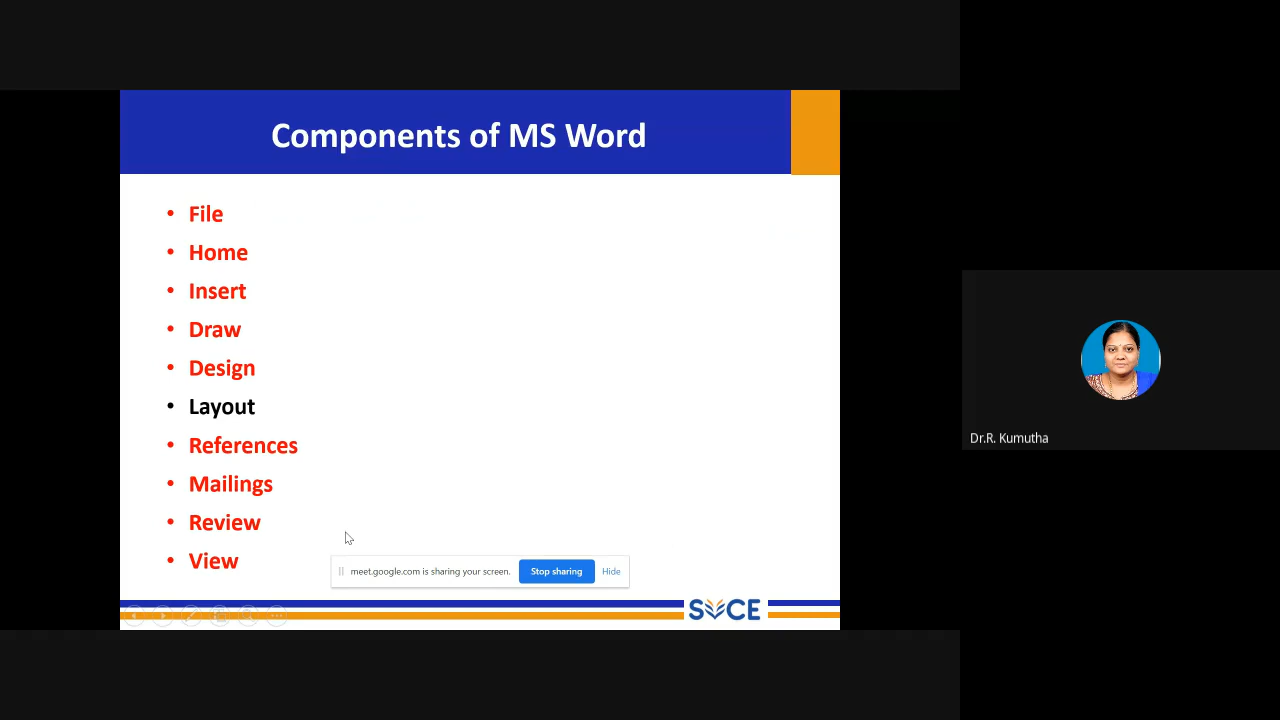 Components of MS Word
• File
• Home
• Insert
• Draw
• Design
• Layout
• References
• Mailings
• Review
• View
meet.google.com is sharing your screen. Stop sharing Hide
SVCE
Dr.R. Kumutha